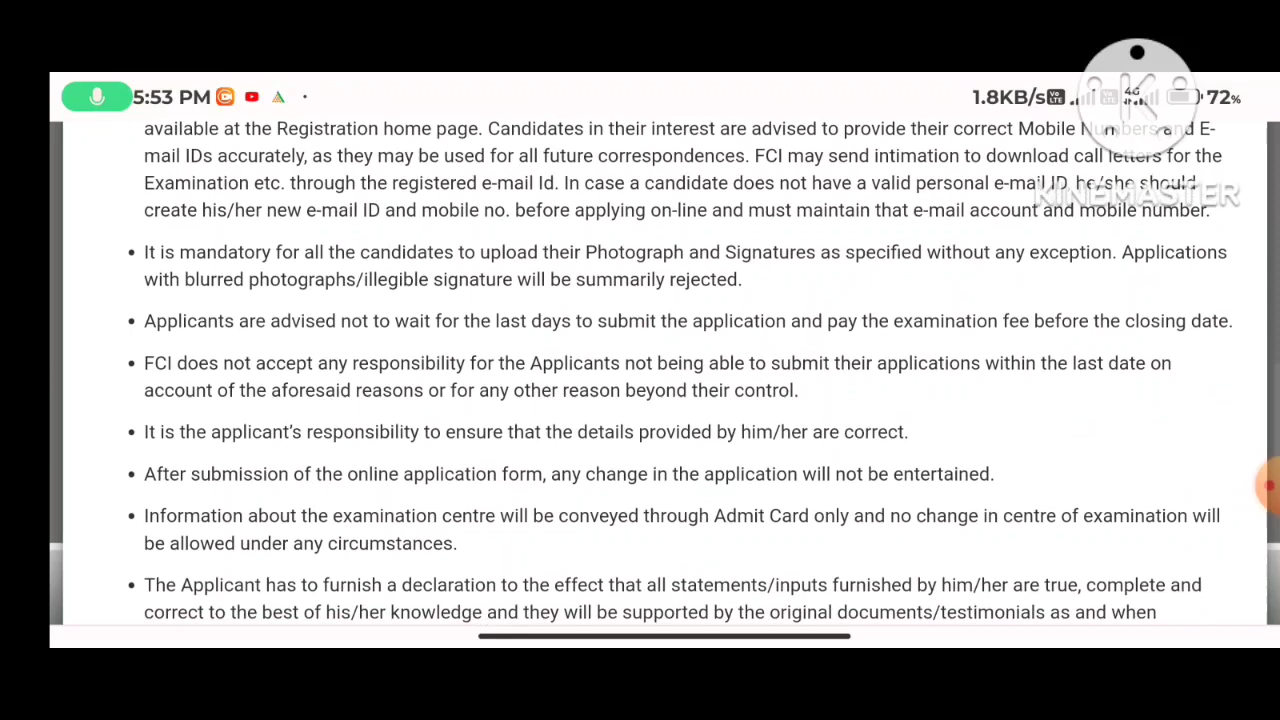 5:53 PM
1.8KB/s Vo LTE 4G 72%
KINEMASTER
available at the Registration home page. Candidates in their interest are advised to provide their correct Mobile Numbers and E-
mail IDs accurately, as they may be used for all future correspondences. FCI may send intimation to download call letters for the
Examination etc. through the registered e-mail Id. In case a candidate does not have a valid personal e-mail ID, he/she should
create his/her new e-mail ID and mobile no. before applying on-line and must maintain that e-mail account and mobile number.
• It is mandatory for all the candidates to upload their Photograph and Signatures as specified without any exception. Applications
with blurred photographs/illegible signature will be summarily rejected.
• Applicants are advised not to wait for the last days to submit the application and pay the examination fee before the closing date.
• FCI does not accept any responsibility for the Applicants not being able to submit their applications within the last date on
account of the aforesaid reasons or for any other reason beyond their control.
• It is the applicant's responsibility to ensure that the details provided by him/her are correct.
• After submission of the online application form, any change in the application will not be entertained.
• Information about the examination centre will be conveyed through Admit Card only and no change in centre of examination will
be allowed under any circumstances.
• The Applicant has to furnish a declaration to the effect that all statements/inputs furnished by him/her are true, complete and
correct to the best of his/her knowledge and they will be supported by the original documents/testimonials as and when